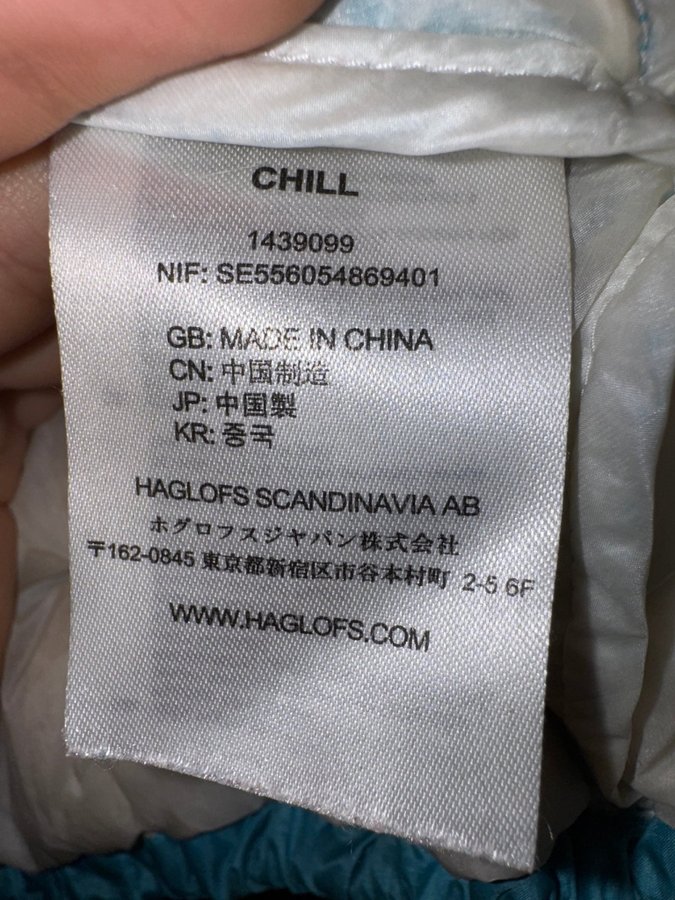 CHILL
1439099
NIF: SE556054869401
GB: MADE IN CHINA
CN: 中国制造
JP: 中国製
KR: 중국
HAGLOFS SCANDINAVIA AB
ホグロフスジャパン株式会社
〒162-0845 東京都新宿区市谷本村町 2-5 6F
WWW.HAGLOFS.COM